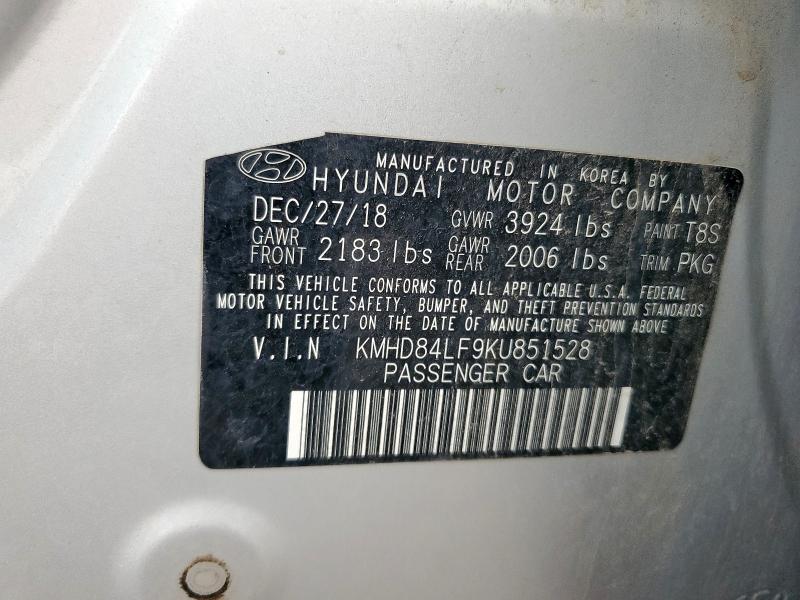 MANUFACTURED IN KOREA BY
HYUNDAI MOTOR COMPANY
DEC/27/18 GVWR 3924 lbs PAINT T8S
GAWR FRONT 2183 lbs GAWR REAR 2006 lbs TRIM PKG
THIS VEHICLE CONFORMS TO ALL APPLICABLE U.S.A. FEDERAL
MOTOR VEHICLE SAFETY, BUMPER, AND THEFT PREVENTION STANDARDS
IN EFFECT ON THE DATE OF MANUFACTURE SHOWN ABOVE
V.I.N KMHD84LF9KU851528
PASSENGER CAR